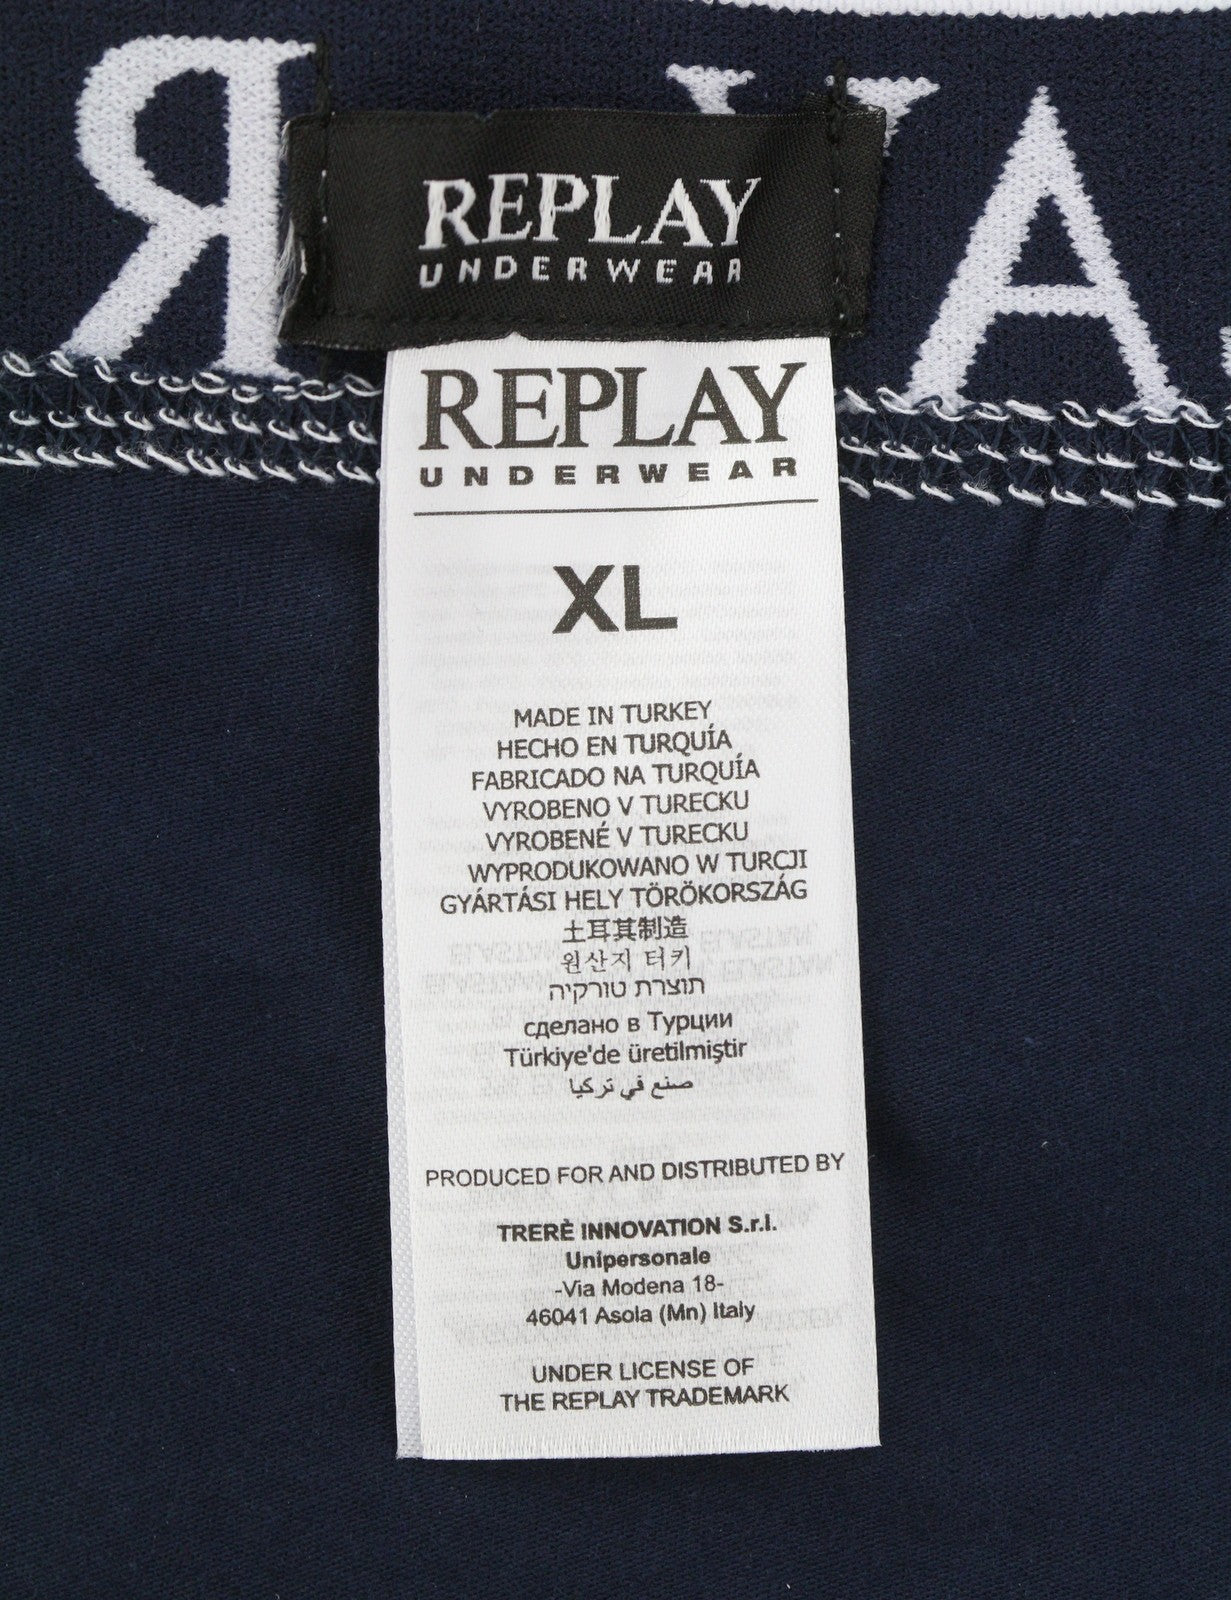 REPLAY
UNDERWEAR
REPLAY
UNDERWEAR
XL
MADE IN TURKEY
HECHO EN TURQUÍA
FABRICADO NA TURQUÍA
VYROBENO V TURECKU
VYROBENÉ V TURECKU
WYPRODUKOWANO W TURCJI
GYÁRTÁSI HELY TÖRÖKORSZÁG
土耳其制造
원산지 터키
תוצרת טורקיה
сделано в Турции
Türkiye'de üretilmiştir
صنع في تركيا
PRODUCED FOR AND DISTRIBUTED BY
TRERÈ INNOVATION S.r.l.
Unipersonale
-Via Modena 18-
46041 Asola (Mn) Italy
UNDER LICENSE OF
THE REPLAY TRADEMARK